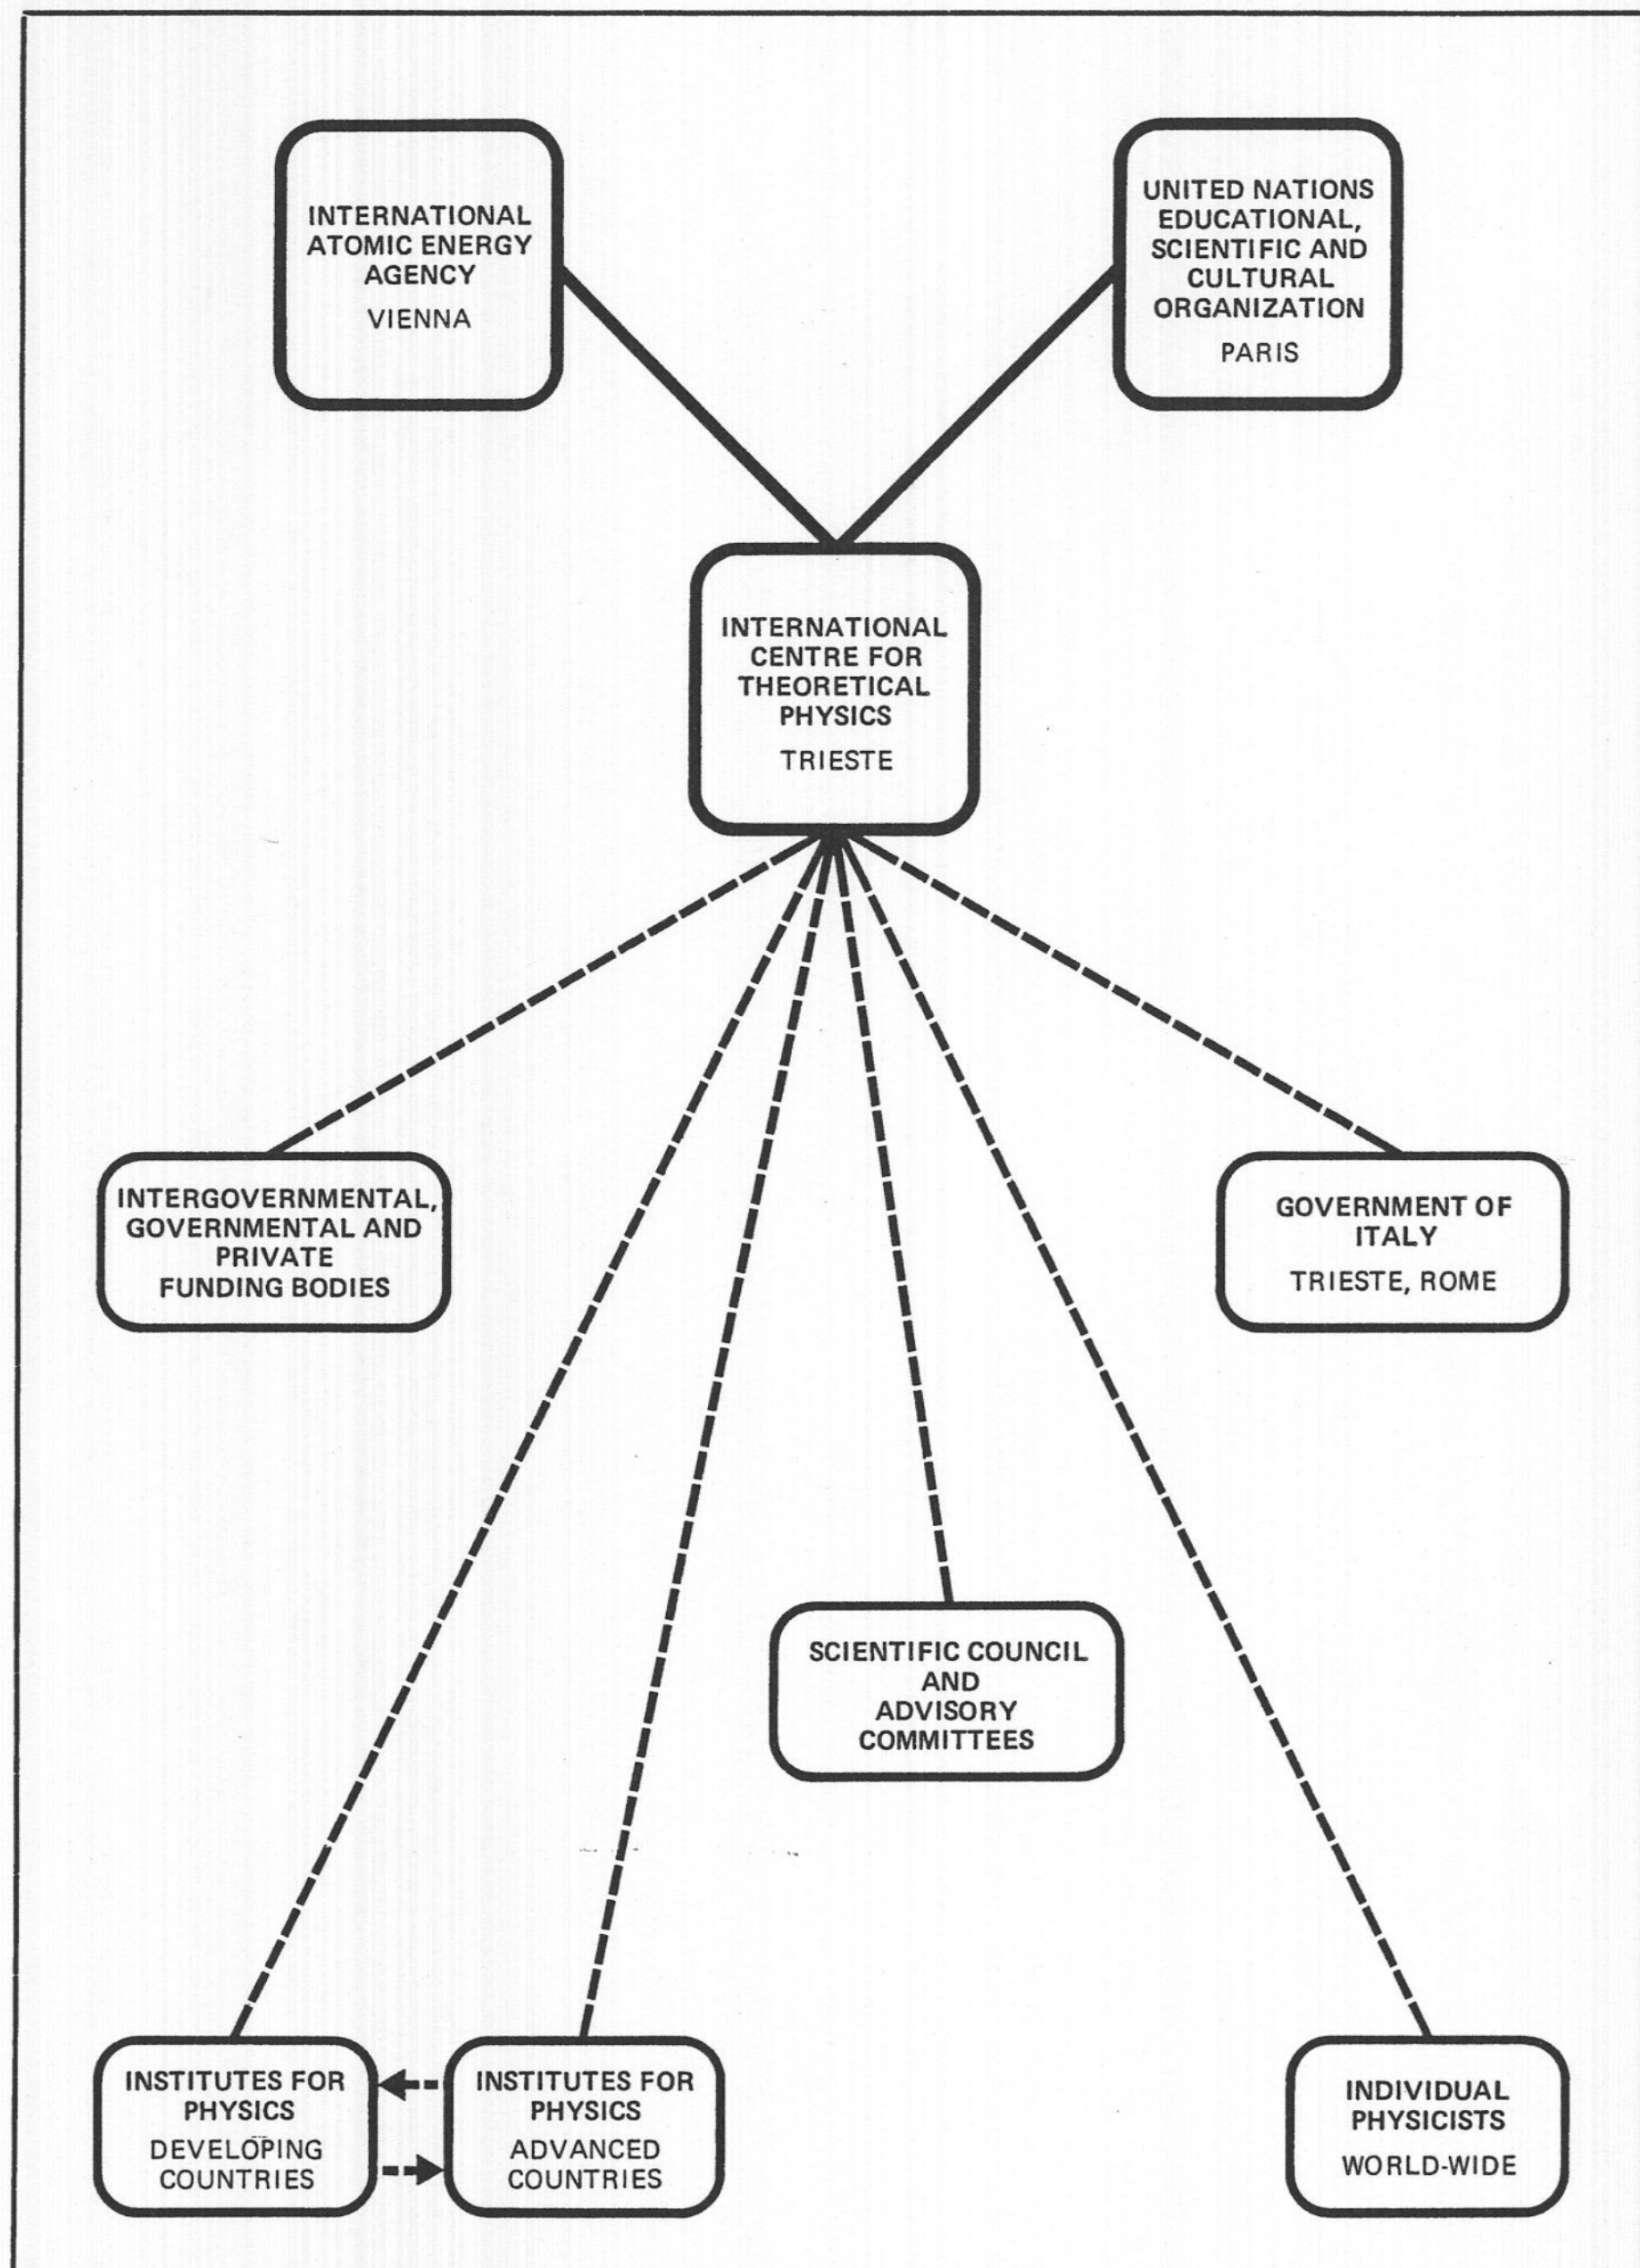 INTERNATIONAL
ATOMIC ENERGY
AGENCY
VIENNA
UNITED NATIONS
EDUCATIONAL,
SCIENTIFIC AND
CULTURAL
ORGANIZATION
PARIS
INTERNATIONAL
CENTRE FOR
THEORETICAL
PHYSICS
TRIESTE
INTERGOVERNMENTAL,
GOVERNMENTAL AND
PRIVATE
FUNDING BODIES
GOVERNMENT OF
ITALY
TRIESTE, ROME
SCIENTIFIC COUNCIL
AND
ADVISORY
COMMITTEES
INSTITUTES FOR
PHYSICS
DEVELOPING
COUNTRIES
INSTITUTES FOR
PHYSICS
ADVANCED
COUNTRIES
INDIVIDUAL
PHYSICISTS
WORLD-WIDE